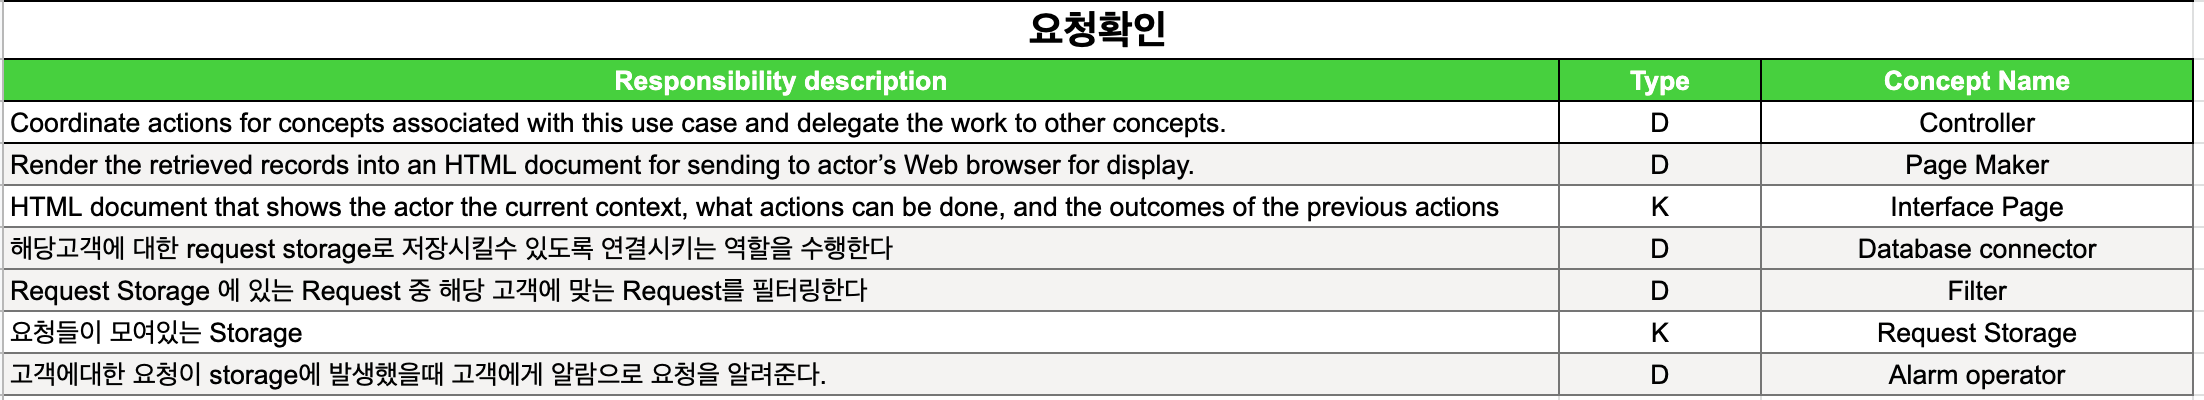 요청확인
Responsibility description Type Concept Name
Coordinate actions for concepts associated with this use case and delegate the work to other concepts. D Controller
Render the retrieved records into an HTML document for sending to actor’s Web browser for display. D Page Maker
HTML document that shows the actor the current context, what actions can be done, and the outcomes of the previous actions K Interface Page
해당고객에 대한 request storage로 저장시킬수 있도록 연결시키는 역할을 수행한다 D Database connector
Request Storage 에 있는 Request 중 해당 고객에 맞는 Request를 필터링한다 D Filter
요청들이 모여있는 Storage K Request Storage
고객에대한 요청이 storage에 발생했을때 고객에게 알람으로 요청을 알려준다. D Alarm operator